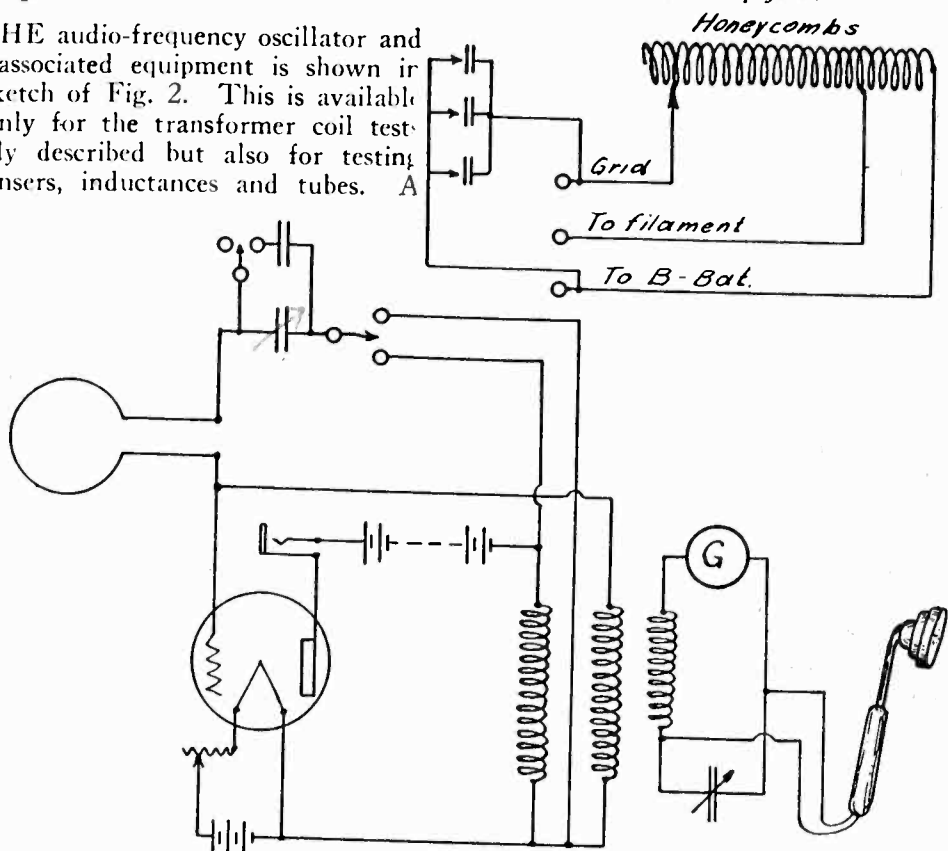 HE audio-frequency oscillator and
associated equipment is shown in
ketch of Fig. 2. This is available
nly for the transformer coil test
ly described but also for testing
nsers, inductances and tubes. A
Honeycombs
Grid
To filament
To B-Bat.
G